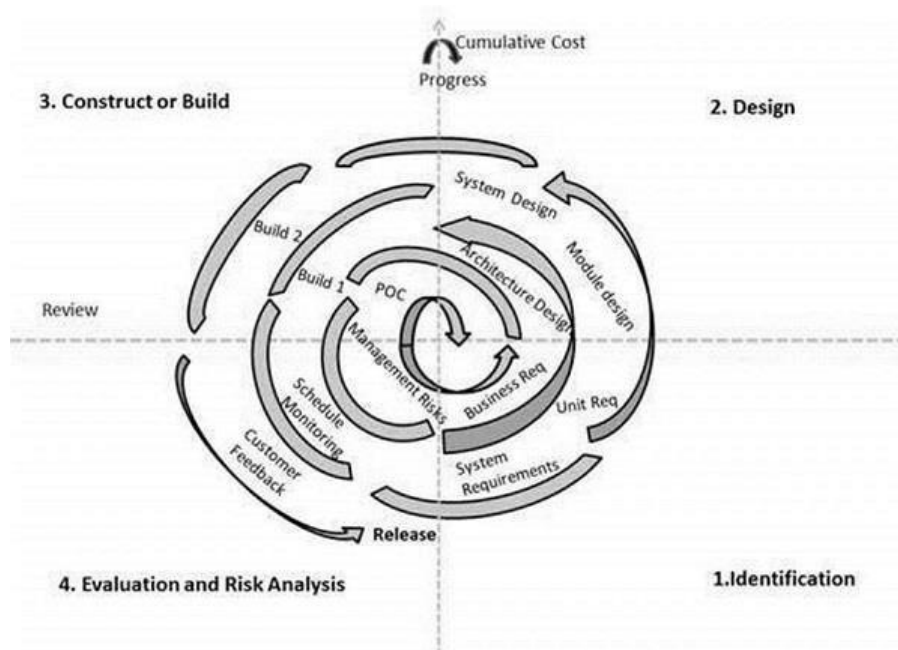 Cumulative Cost
Progress
3. Construct or Build
2. Design
System Design
Build 2
Module design
Architecture Design
Build 1
POC
Review
Management Risks
Business Req
Schedule
Monitoring
Unit Req
Customer
Feedback
System
Requirements
Release
4. Evaluation and Risk Analysis
1.Identification